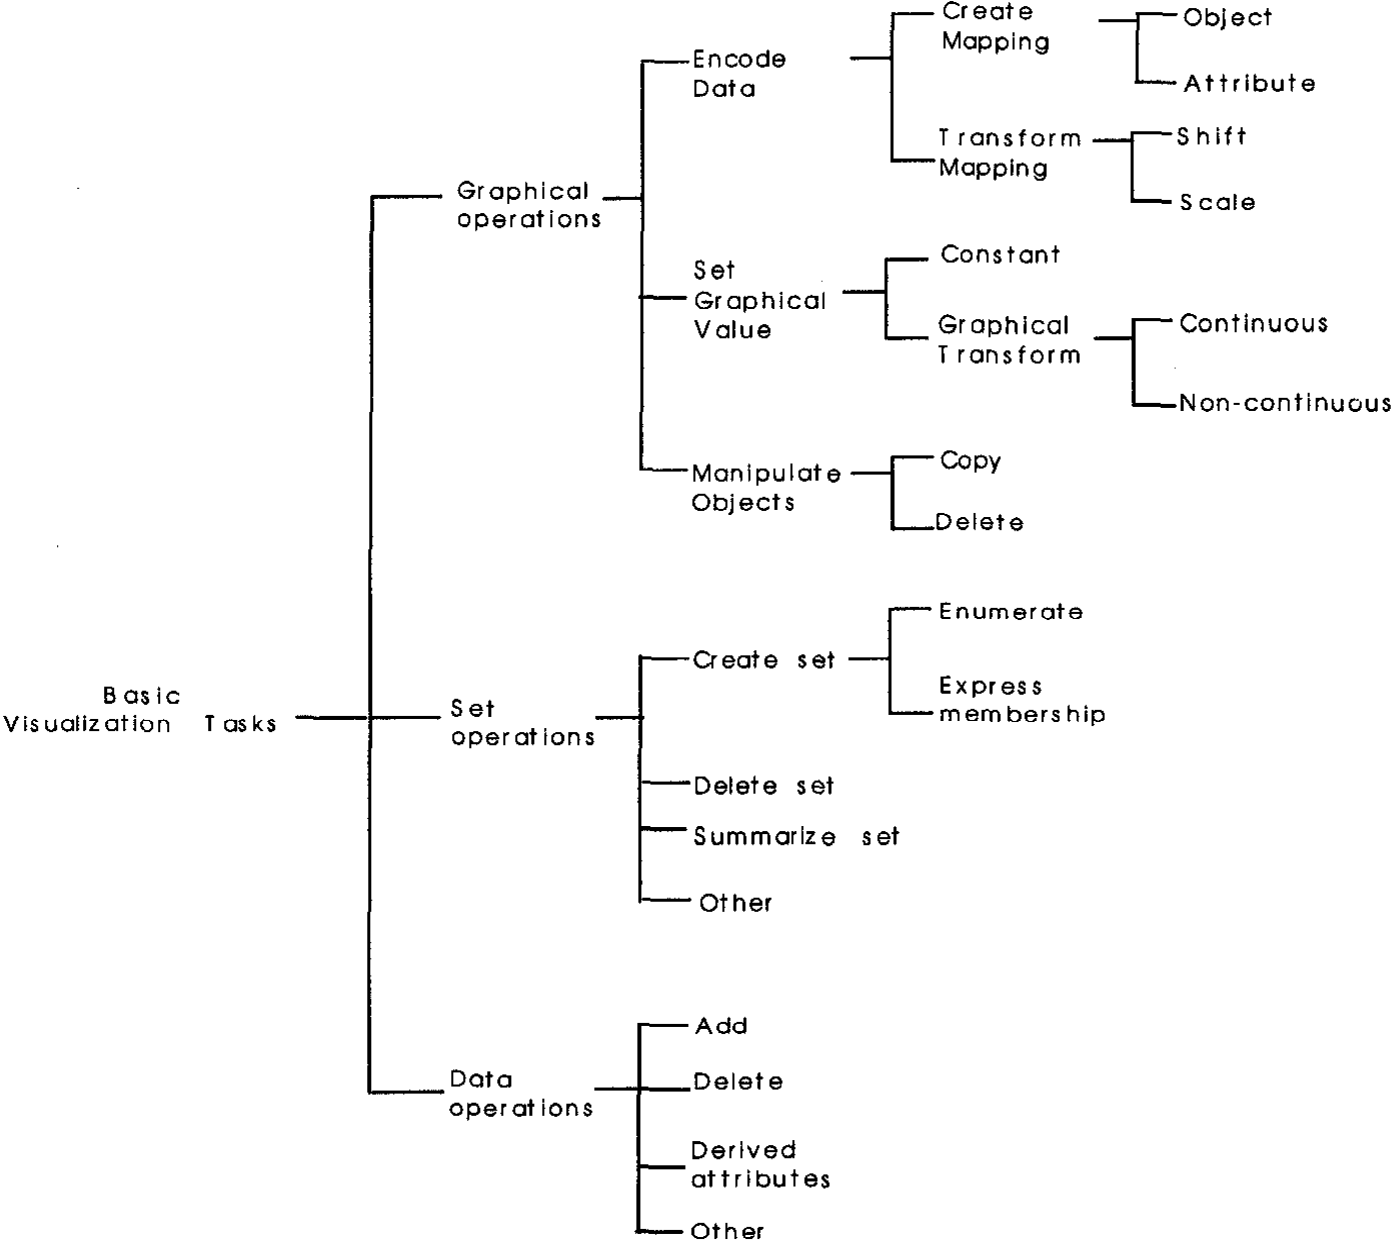 Basic
Visualization Tasks
Graphical
operations
Encode
Data
Create
Mapping
Object
Attribute
Transform
Mapping
Shift
Scale
Set
Graphical
Value
Constant
Graphical
Transform
Continuous
Non-continuous
Manipulate
Objects
Copy
Delete
Set
operations
Create set
Enumerate
Express
membership
Delete set
Summarize set
Other
Data
operations
Add
Delete
Derived
attributes
Other